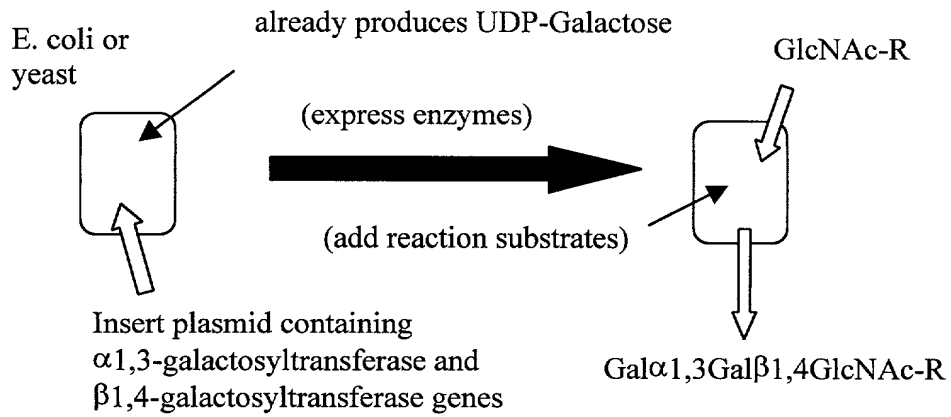 E. coli or
yeast
already produces UDP-Galactose
GlcNAc-R
(express enzymes)
(add reaction substrates)
Insert plasmid containing
α1,3-galactosyltransferase and
β1,4-galactosyltransferase genes
Galα1,3Galβ1,4GlcNAc-R